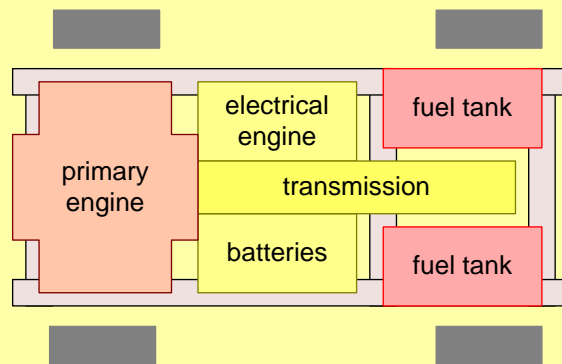 electrical
engine
fuel tank
primary
engine
transmission
batteries
fuel tank